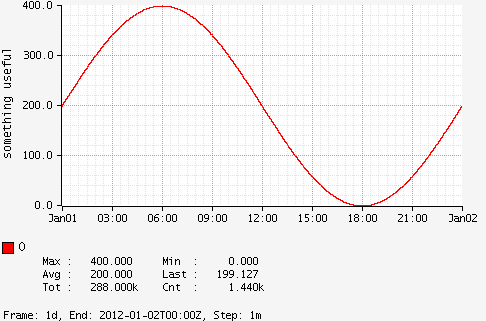 400.0
300.0
200.0
100.0
0.0
something useful
Jan01 03:00 06:00 09:00 12:00 15:00 18:00 21:00 Jan02
0
Max : 400.000 Min : 0.000
Avg : 200.000 Last : 199.127
Tot : 288.000k Cnt : 1.440k
Frame: 1d, End: 2012-01-02T00:00Z, Step: 1m